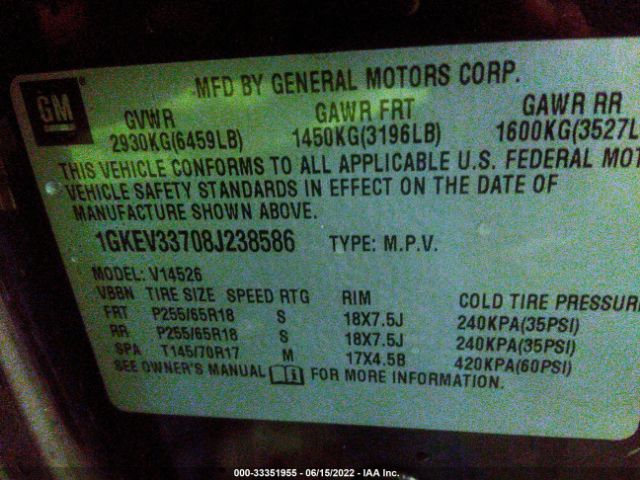 MFD BY GENERAL MOTORS CORP.
GM ®
GVWR GAWR FRT GAWR RR
2930KG(6459LB) 1450KG(3196LB) 1600KG(3527L
THIS VEHICLE CONFORMS TO ALL APPLICABLE U.S. FEDERAL MOT
VEHICLE SAFETY STANDARDS IN EFFECT ON THE DATE OF
MANUFACTURE SHOWN ABOVE.
1GKEV33708J238586 TYPE: M.P.V.
MODEL: V14526
VBBN TIRE SIZE SPEED RTG RIM COLD TIRE PRESSUR
FRT P255/65R18 S 18X7.5J 240KPA(35PSI)
RR P255/65R18 S 18X7.5J 240KPA(35PSI)
SPA T145/70R17 M 17X4.5B 420KPA(60PSI)
SEE OWNER'S MANUAL FOR MORE INFORMATION.
000-33351955 - 06/15/2022 - IAA Inc.